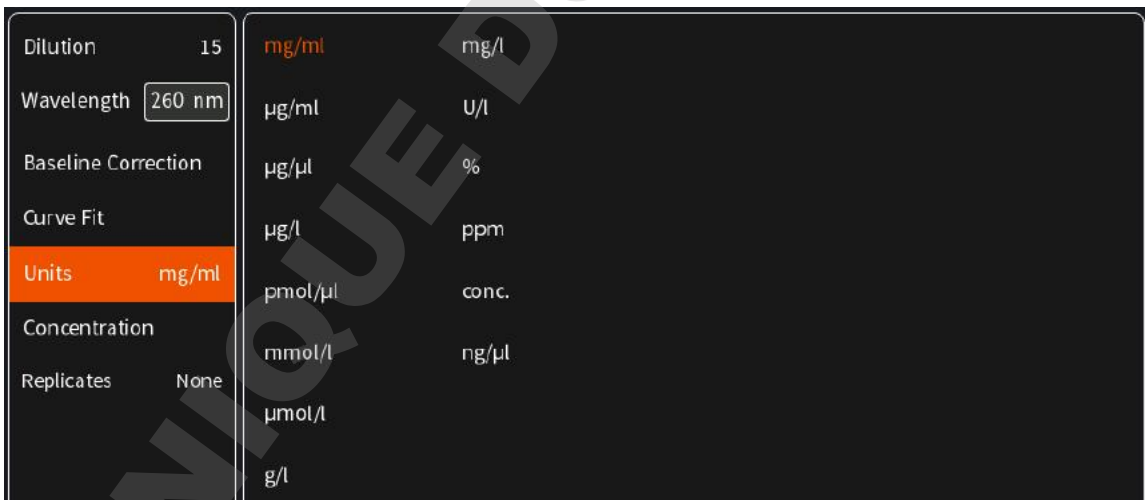 Dilution 15
Wavelength 260 nm
Baseline Correction
Curve Fit
Units mg/ml
Concentration
Replicates None
mg/ml mg/l
µg/ml U/l
µg/µl %
µg/l ppm
pmol/µl conc.
mmol/l ng/µl
µmol/l
g/l
NIQUE D